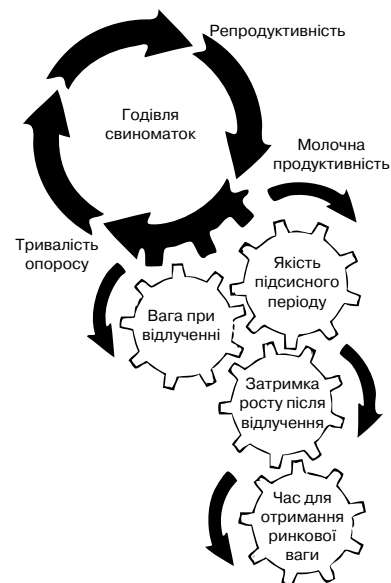 Репродуктивність
Годівля
свиноматок
Молочна
продуктивність
Тривалість
опоросу
Якість
підсисного
періоду
Вага при
відлученні
Затримка
росту після
відлучення
Час для
отримання
ринкової
ваги